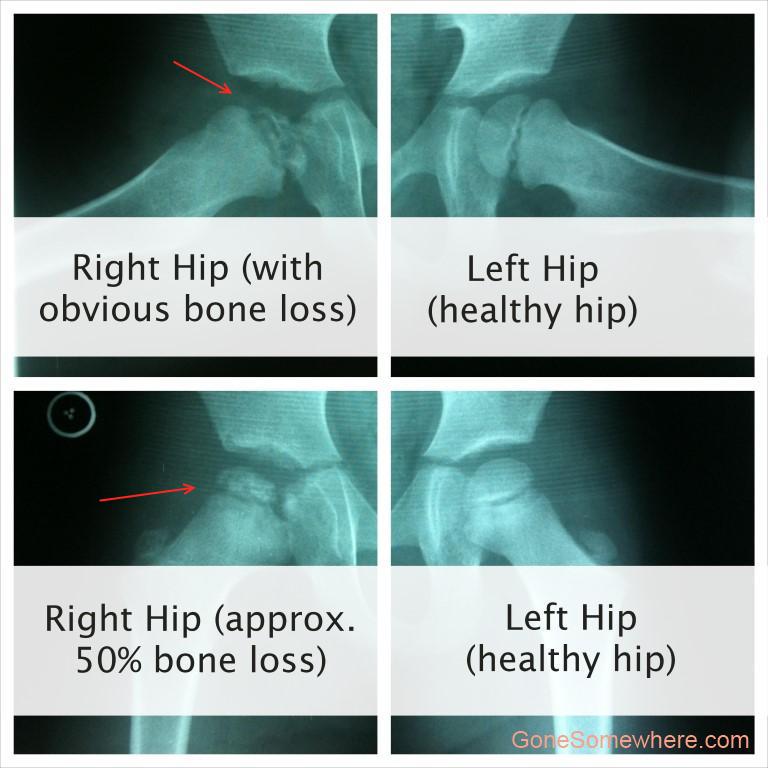 Right Hip (with
obvious bone loss)
Left Hip
(healthy hip)
Right Hip (approx.
50% bone loss)
Left Hip
(healthy hip)
GoneSomewhere.com